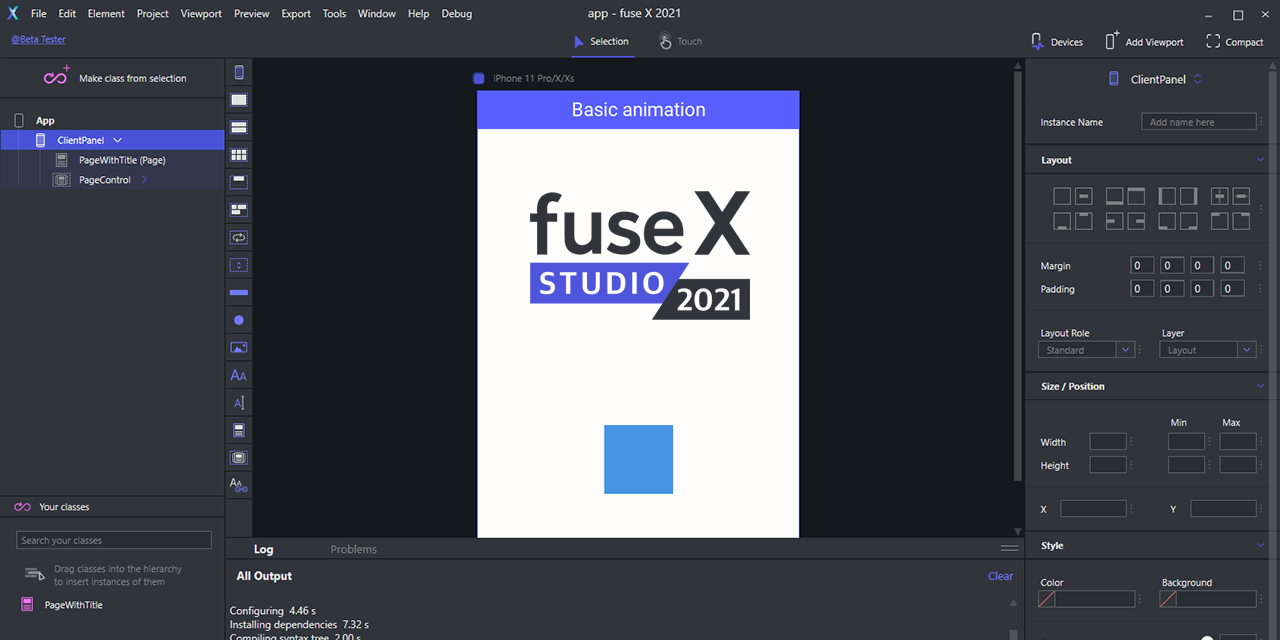 File Edit Element Project Viewport Preview Export Tools Window Help Debug
app - fuse X 2021
@Beta Tester
Selection
Touch
Devices
Add Viewport
Compact
Make class from selection
App
ClientPanel
PageWithTitle (Page)
PageControl
iPhone 11 Pro/X/Xs
Basic animation
fuse X
STUDIO
2021
ClientPanel
Instance Name
Add name here
Layout
Margin 0 0 0 0
Padding 0 0 0 0
Layout Role Layer
Standard Layout
Size / Position
Min Max
Width
Height
X Y
Style
Color Background
Your classes
Search your classes
Drag classes into the hierarchy
to insert instances of them
PageWithTitle
Log Problems
All Output
Clear
Configuring 4.46 s
Installing dependencies 7.32 s
Compiling syntax tree 2.00 s
AA
A
AA